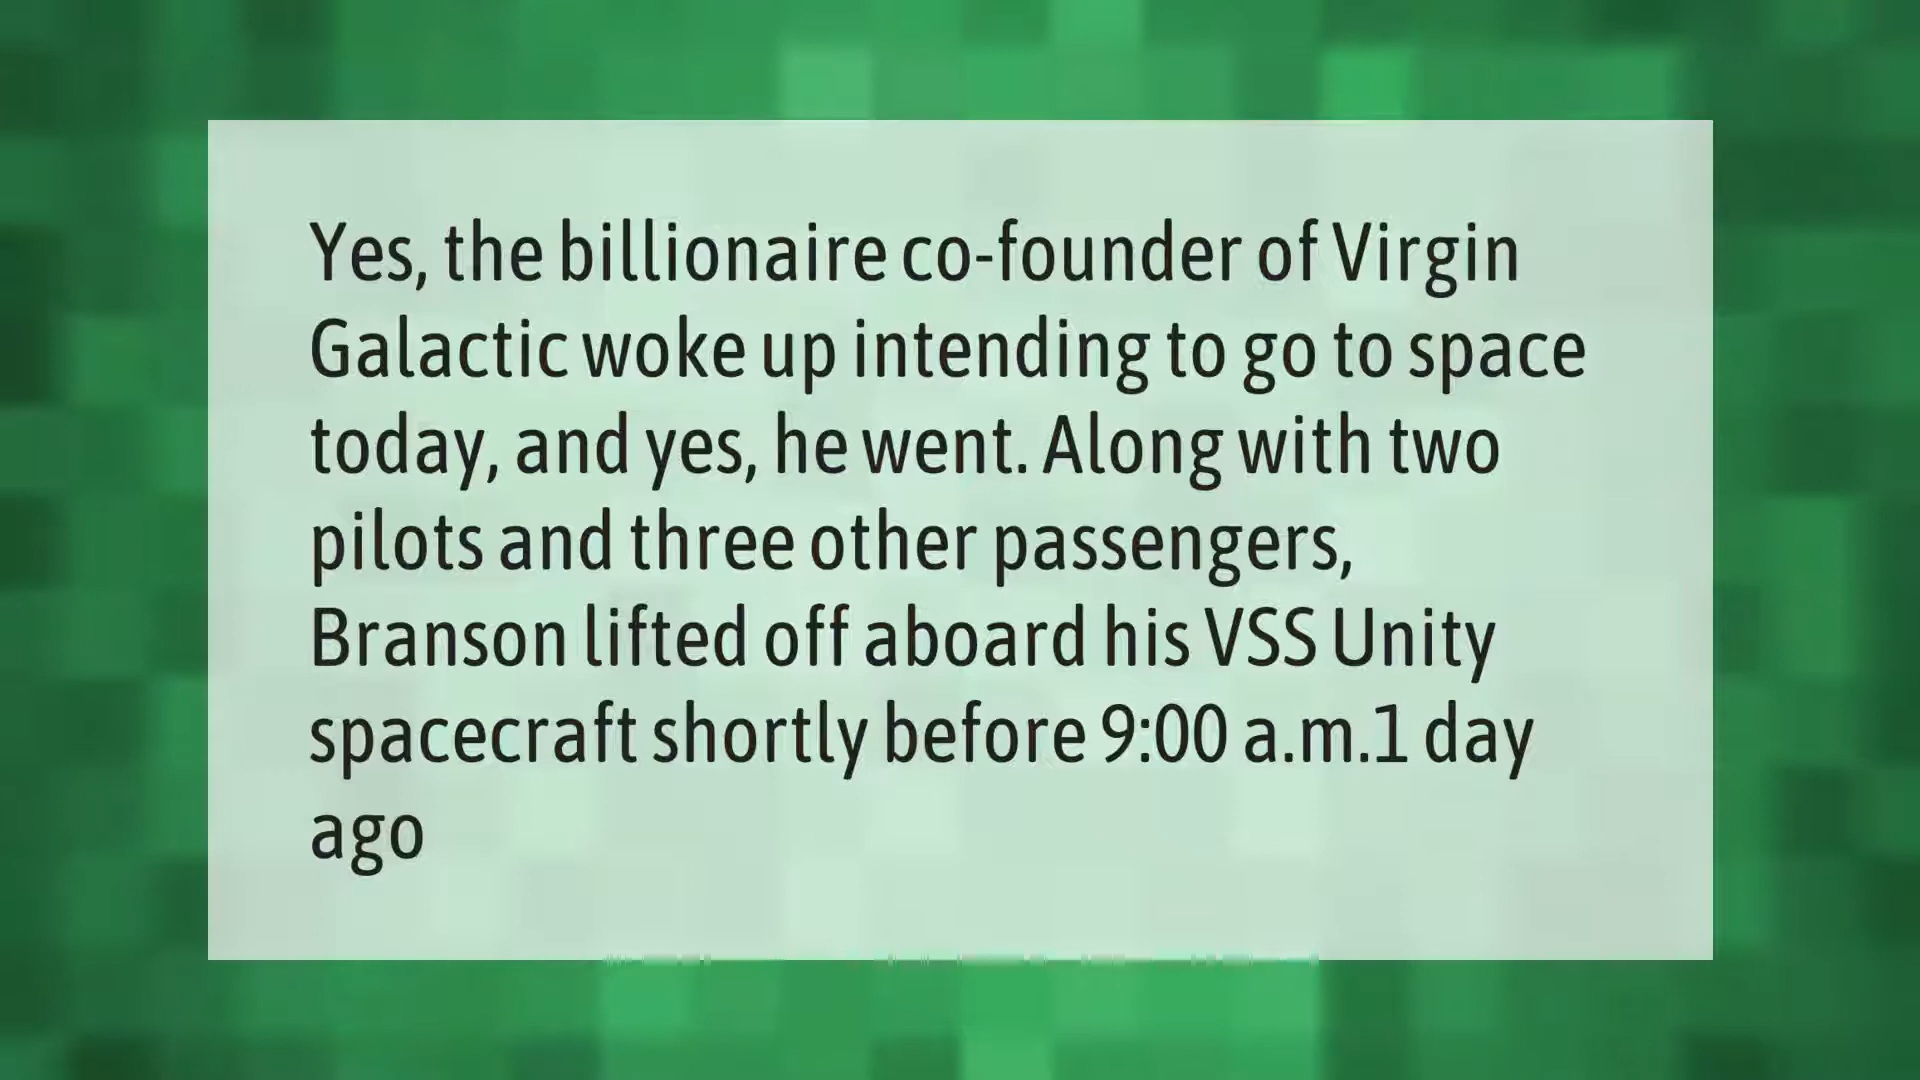 Yes, the billionaire co-founder of Virgin
Galactic woke up intending to go to space
today, and yes, he went. Along with two
pilots and three other passengers,
Branson lifted off aboard his VSS Unity
spacecraft shortly before 9:00 a.m.1 day
ago